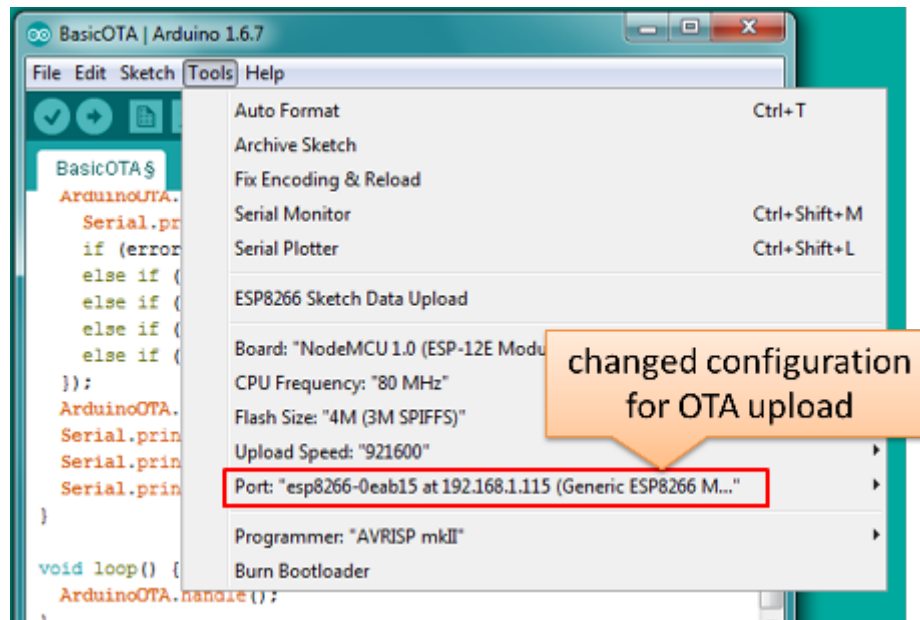 BasicOTA | Arduino 1.6.7
File Edit Sketch Tools Help
BasicOTA§
ArduinoOTA.
Serial.pr
if (error
else if (
else if (
else if (
else if (
});
ArduinoOTA.
Serial.prin
Serial.prin
Serial.prin
}
void loop() {
ArduinoOTA.handle();
Auto Format Ctrl+T
Archive Sketch
Fix Encoding & Reload
Serial Monitor Ctrl+Shift+M
Serial Plotter Ctrl+Shift+L
ESP8266 Sketch Data Upload
Board: "NodeMCU 1.0 (ESP-12E Modu
CPU Frequency: "80 MHz"
Flash Size: "4M (3M SPIFFS)"
Upload Speed: "921600"
Port: "esp8266-0eab15 at 192.168.1.115 (Generic ESP8266 M..."
Programmer: "AVRISP mkII"
Burn Bootloader
changed configuration
for OTA upload